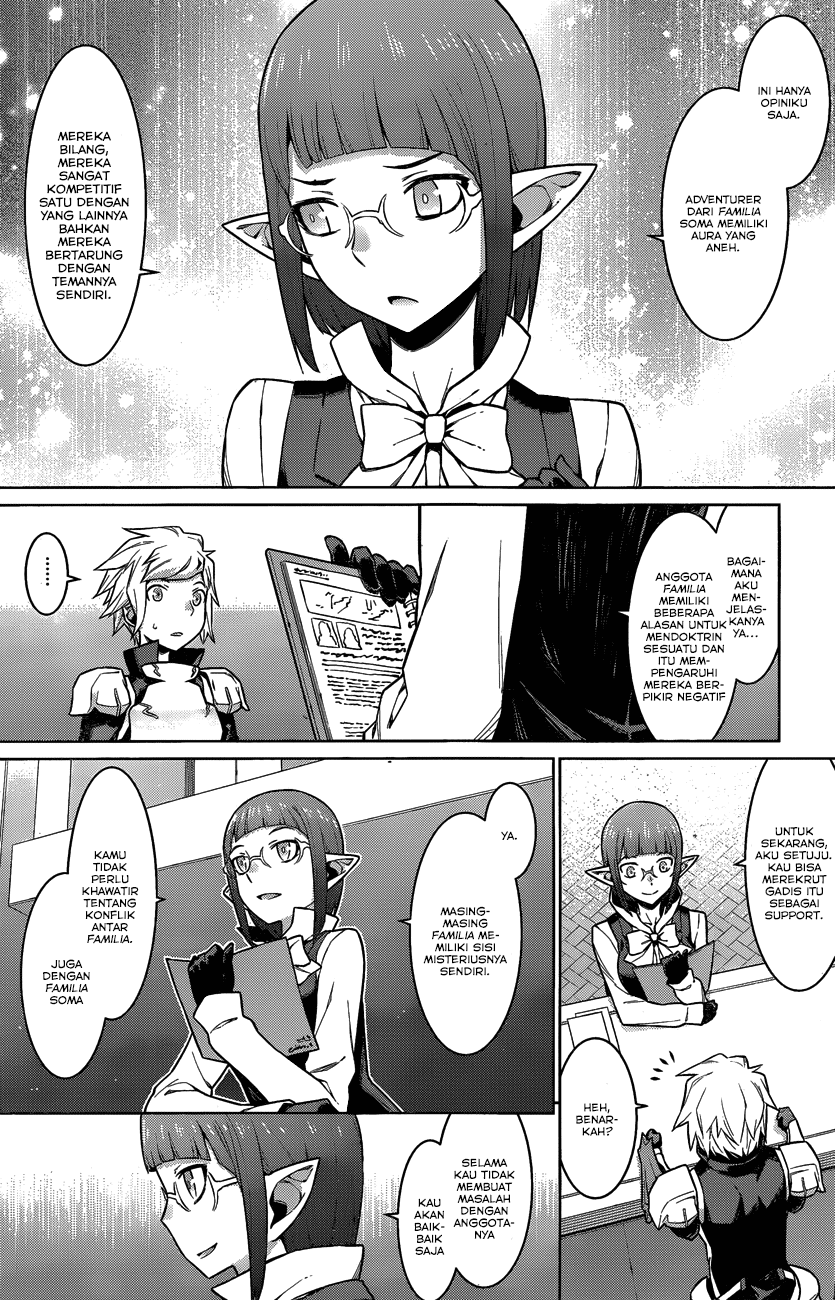 INI HANYA
OPINIKU
SAJA.
ADVENTURER
DARI FAMILIA
SOMA MEMILIKI
AURA YANG
ANEH.
MEREKA
BILANG,
MEREKA
SANGAT
KOMPETITIF
SATU DENGAN
YANG LAINNYA
BAHKAN
MEREKA
BERTARUNG
DENGAN
TEMANNYA
SENDIRI.
BAGAI-
MANA
AKU
MEN-
JELAS-
KANYA
YA...
ANGGOTA
FAMILIA
MEMILIKI
BEBERAPA
ALASAN UNTUK
MENDOKTRIN
SESUATU DAN
ITU MEM-
PENGARUHI
MEREKA BER-
PIKIR NEGATIF
......
UNTUK
SEKARANG,
AKU SETUJU.
KAU BISA
MEREKRUT
GADIS ITU
SEBAGAI
SUPPORT.
HEH,
BENAR-
KAH?
YA.
MASING-
MASING
FAMILIA ME-
MILIKI SISI
MISTERIUSNYA
SENDIRI.
KAMU
TIDAK
PERLU
KHAWATIR
TENTANG
KONFLIK
ANTAR
FAMILIA.
JUGA
DENGAN
FAMILIA
SOMA
SELAMA
KAU TIDAK
MEMBUAT
MASALAH
DENGAN
ANGGOTA-
NYA
KAU
AKAN
BAIK-
BAIK
SAJA